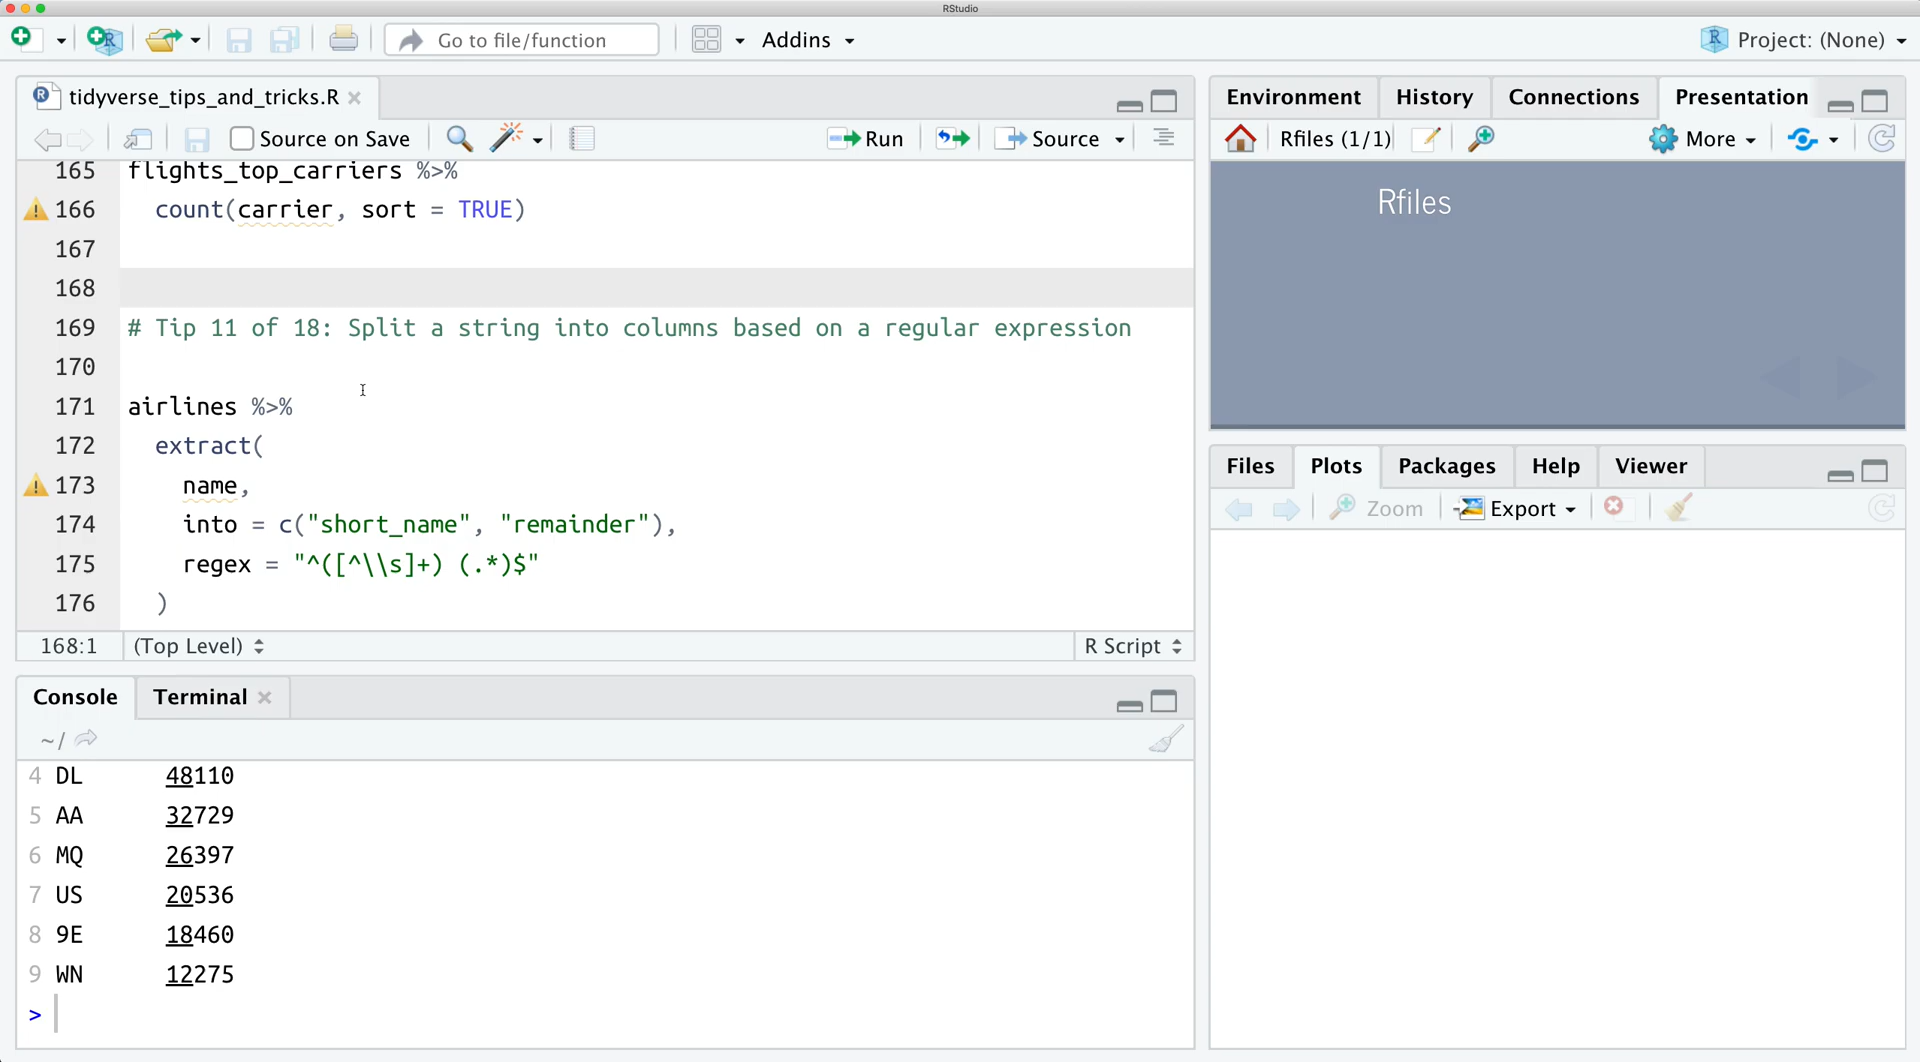 RStudio
Go to file/function
Addins
Project: (None)
tidyverse_tips_and_tricks.R
Source on Save
Run
Source
165 flights_top_carriers %>%
166   count(carrier, sort = TRUE)
167
168
169 # Tip 11 of 18: Split a string into columns based on a regular expression
170
171 airlines %>%
172   extract(
173     name,
174     into = c("short_name", "remainder"),
175     regex = "^([^\\s]+) (.*)$"
176   )
168:1 (Top Level) R Script
Console Terminal
~/
4 DL 48110
5 AA 32729
6 MQ 26397
7 US 20536
8 9E 18460
9 WN 12275
>
Environment History Connections Presentation
Rfiles (1/1) More
Rfiles
Files Plots Packages Help Viewer
Zoom Export